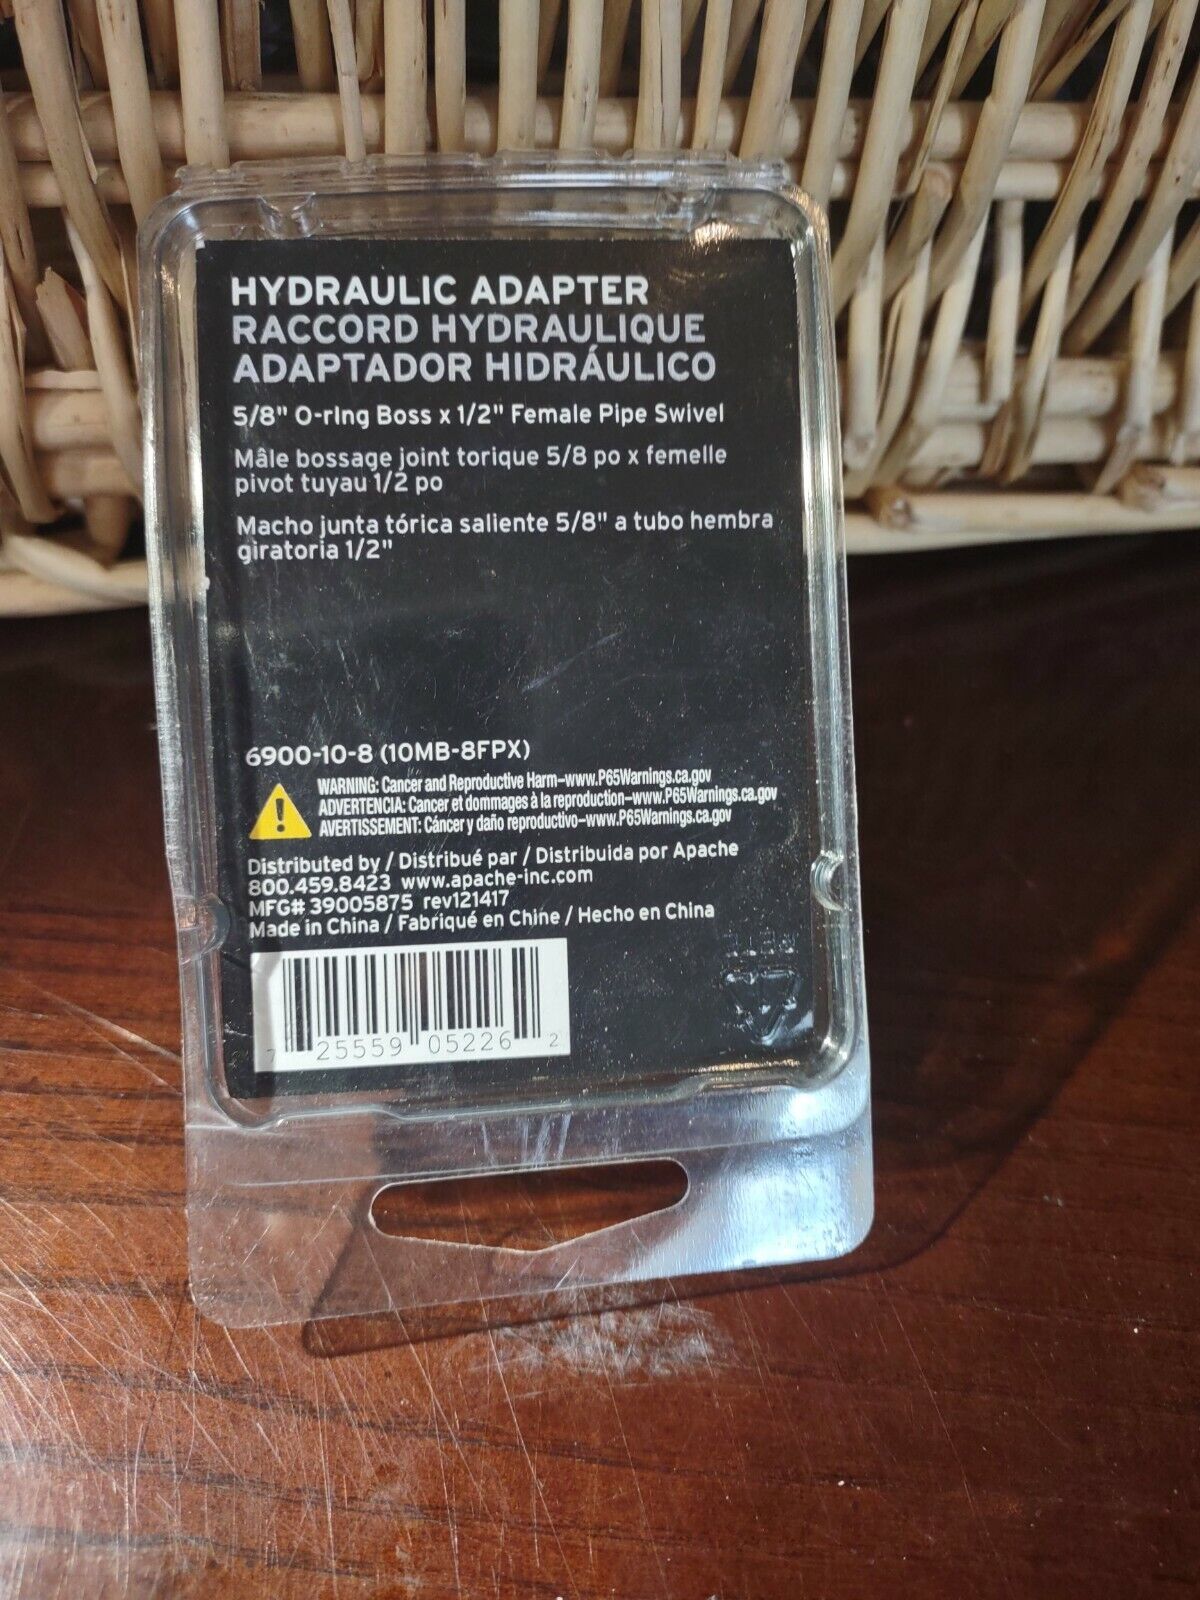 HYDRAULIC ADAPTER
RACCORD HYDRAULIQUE
ADAPTADOR HIDRÁULICO
5/8" O-ring Boss x 1/2" Female Pipe Swivel
Mâle bossage joint torique 5/8 po x femelle
pivot tuyau 1/2 po
Macho junta tórica saliente 5/8" a tubo hembra
giratoria 1/2"
6900-10-8 (10MB-8FPX)
WARNING: Cancer and Reproductive Harm–www.P65Warnings.ca.gov
ADVERTENCIA: Cancer et dommages à la reproduction–www.P65Warnings.ca.gov
AVERTISSEMENT: Cáncer y daño reproductivo–www.P65Warnings.ca.gov
Distributed by / Distribué par / Distribuida por Apache
800.459.8423 www.apache-inc.com
MFG# 39005875 rev121417
Made in China / Fabriqué en Chine / Hecho en China
7 25559 05226 2